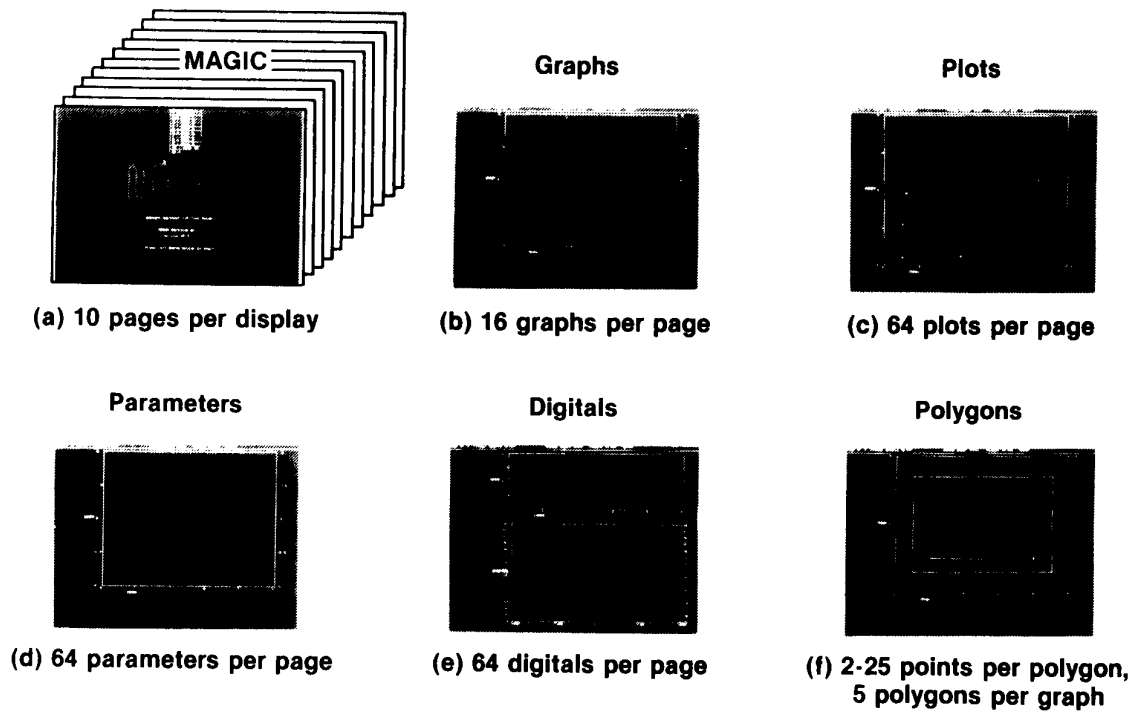 MAGIC
(a) 10 pages per display
Graphs
(b) 16 graphs per page
Plots
(c) 64 plots per page
Parameters
(d) 64 parameters per page
Digitals
(e) 64 digitals per page
Polygons
(f) 2-25 points per polygon,
5 polygons per graph